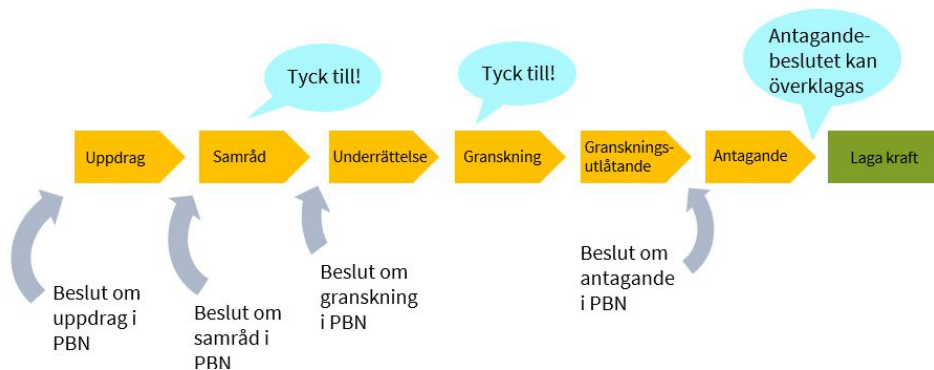 Tyck till!
Tyck till!
Antagande-
beslutet kan
överklagas
Uppdrag
Samråd
Underrättelse
Granskning
Gransknings-
utlåtande
Antagande
Laga kraft
Beslut om
uppdrag i
PBN
Beslut om
samråd i
PBN
Beslut om
granskning
i PBN
Beslut om
antagande
i PBN